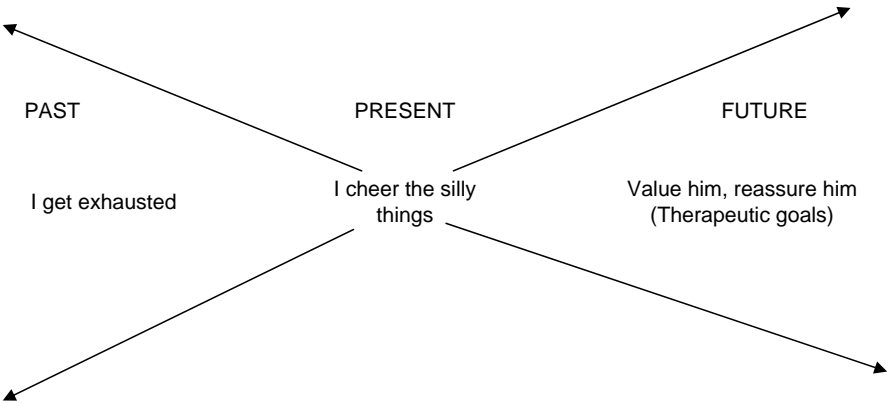 PAST PRESENT FUTURE
I get exhausted
I cheer the silly
things
Value him, reassure him
(Therapeutic goals)